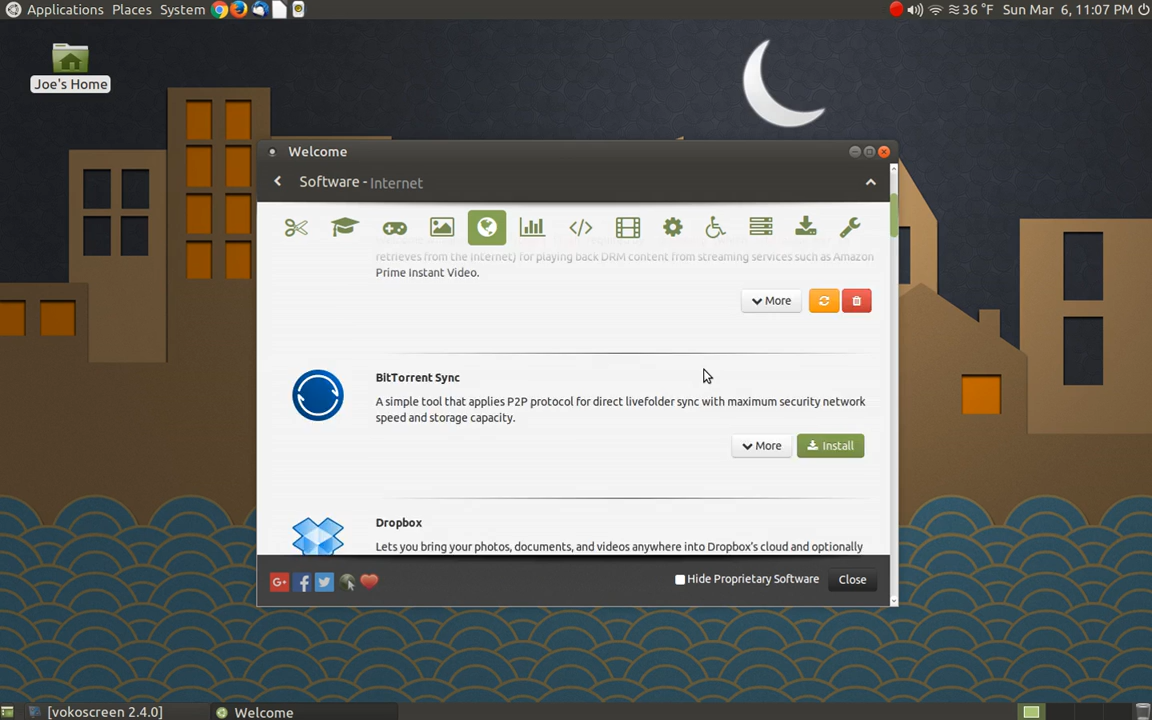 Applications Places System 36 °F Sun Mar 6, 11:07 PM
Joe's Home
Welcome
Software - Internet
retrieves from the Internet) for playing back DRM content from streaming services such as Amazon
Prime Instant Video.
More
BitTorrent Sync
A simple tool that applies P2P protocol for direct livefolder sync with maximum security network
speed and storage capacity.
More Install
Dropbox
Lets you bring your photos, documents, and videos anywhere into Dropbox's cloud and optionally
G+ Hide Proprietary Software Close
[vokoscreen 2.4.0] Welcome